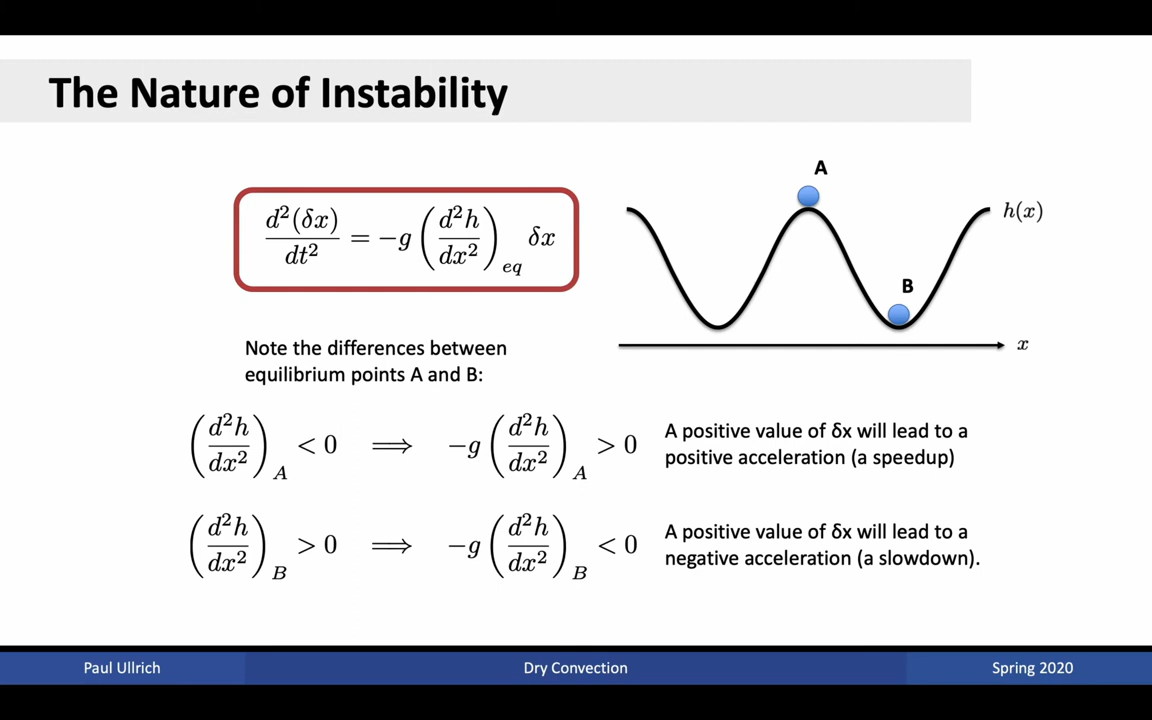 The Nature of Instability
A
d²(δx)/dt² = −g (d²h/dx²)_eq δx
h(x)
B
x
Note the differences between
equilibrium points A and B:
(d²h/dx²)_A < 0 ⟹ −g (d²h/dx²)_A > 0
A positive value of δx will lead to a
positive acceleration (a speedup)
(d²h/dx²)_B > 0 ⟹ −g (d²h/dx²)_B < 0
A positive value of δx will lead to a
negative acceleration (a slowdown).
Paul Ullrich
Dry Convection
Spring 2020